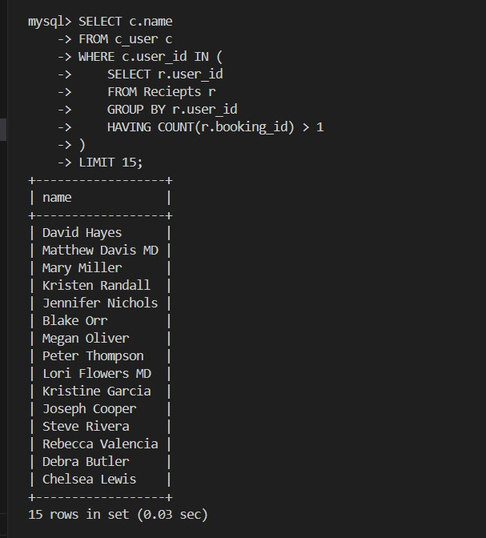 mysql> SELECT c.name
    -> FROM c_user c
    -> WHERE c.user_id IN (
    ->     SELECT r.user_id
    ->     FROM Reciepts r
    ->     GROUP BY r.user_id
    ->     HAVING COUNT(r.booking_id) > 1
    -> )
    -> LIMIT 15;
+------------------+
| name             |
+------------------+
| David Hayes      |
| Matthew Davis MD |
| Mary Miller      |
| Kristen Randall  |
| Jennifer Nichols |
| Blake Orr        |
| Megan Oliver     |
| Peter Thompson   |
| Lori Flowers MD  |
| Kristine Garcia  |
| Joseph Cooper    |
| Steve Rivera     |
| Rebecca Valencia |
| Debra Butler     |
| Chelsea Lewis    |
+------------------+
15 rows in set (0.03 sec)